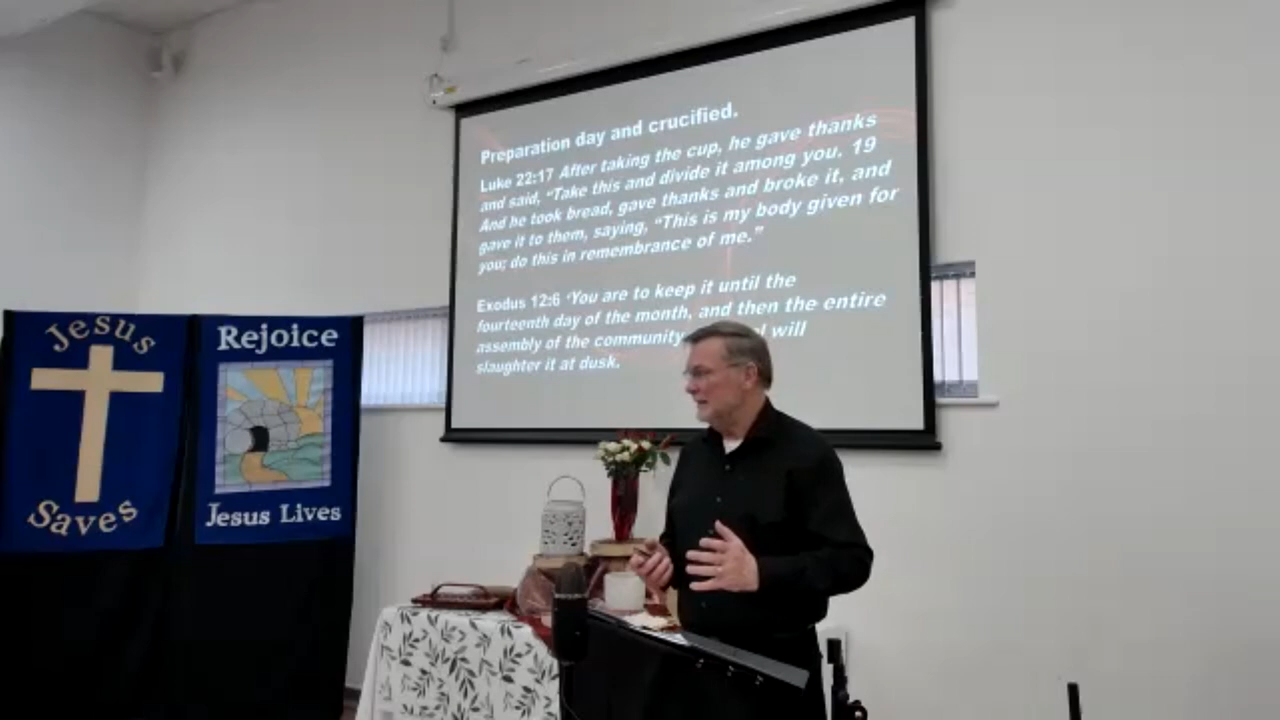 Preparation day and crucified.
Luke 22:17 After taking the cup, he gave thanks
and said, “Take this and divide it among you. 19
And he took bread, gave thanks and broke it, and
gave it to them, saying, “This is my body given for
you; do this in remembrance of me.”
Exodus 12:6 ‘You are to keep it until the
fourteenth day of the month, and then the entire
assembly of the community will
slaughter it at dusk.
Jesus
Saves
Rejoice
Jesus Lives